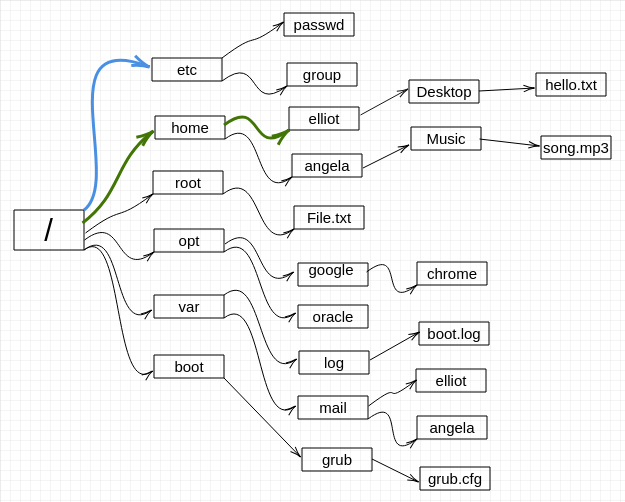 /
etc
passwd
group
home
elliot
Desktop
hello.txt
angela
Music
song.mp3
root
File.txt
opt
google
chrome
oracle
var
log
boot.log
mail
elliot
angela
boot
grub
grub.cfg